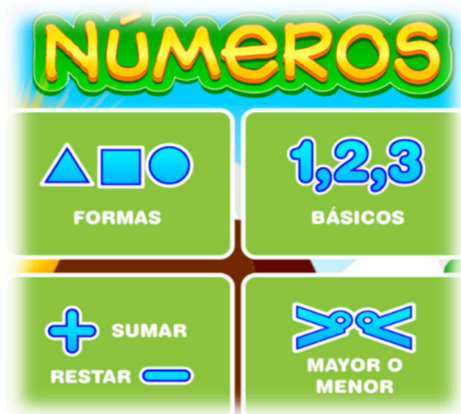 NÚMEROS
FORMAS
1,2,3
BÁSICOS
SUMAR
RESTAR
MAYOR O
MENOR